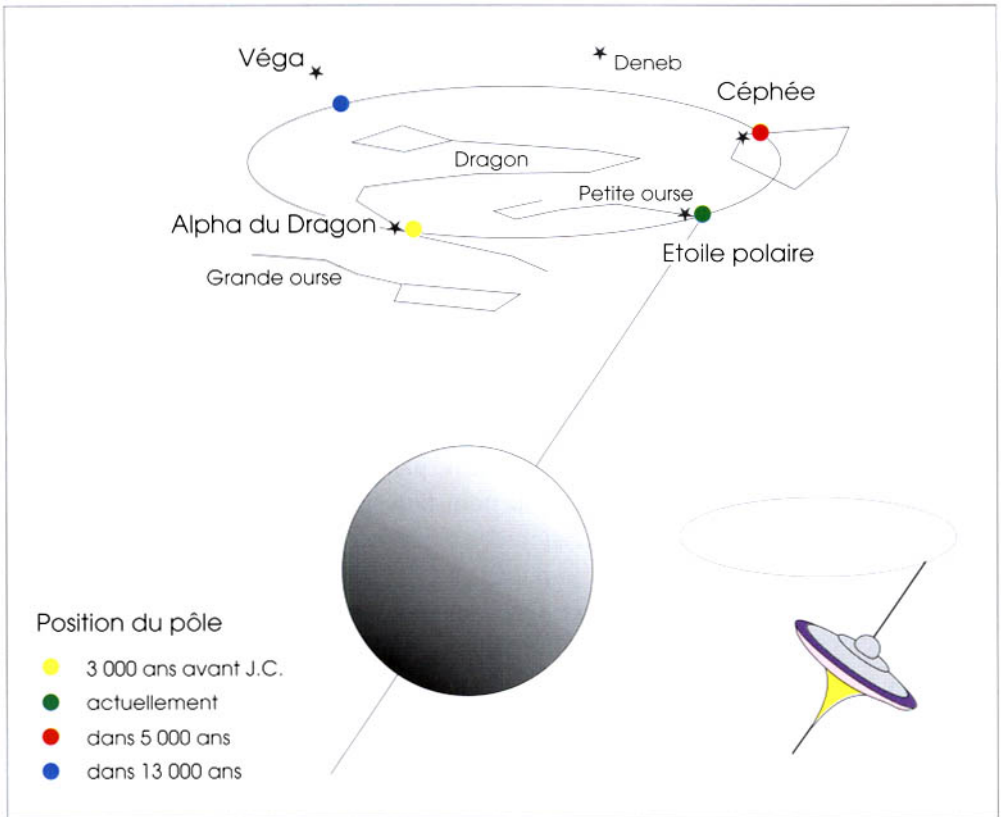 Véga
Deneb
Céphée
Dragon
Petite ourse
Alpha du Dragon
Etoile polaire
Grande ourse
Position du pôle
3 000 ans avant J.C.
actuellement
dans 5 000 ans
dans 13 000 ans